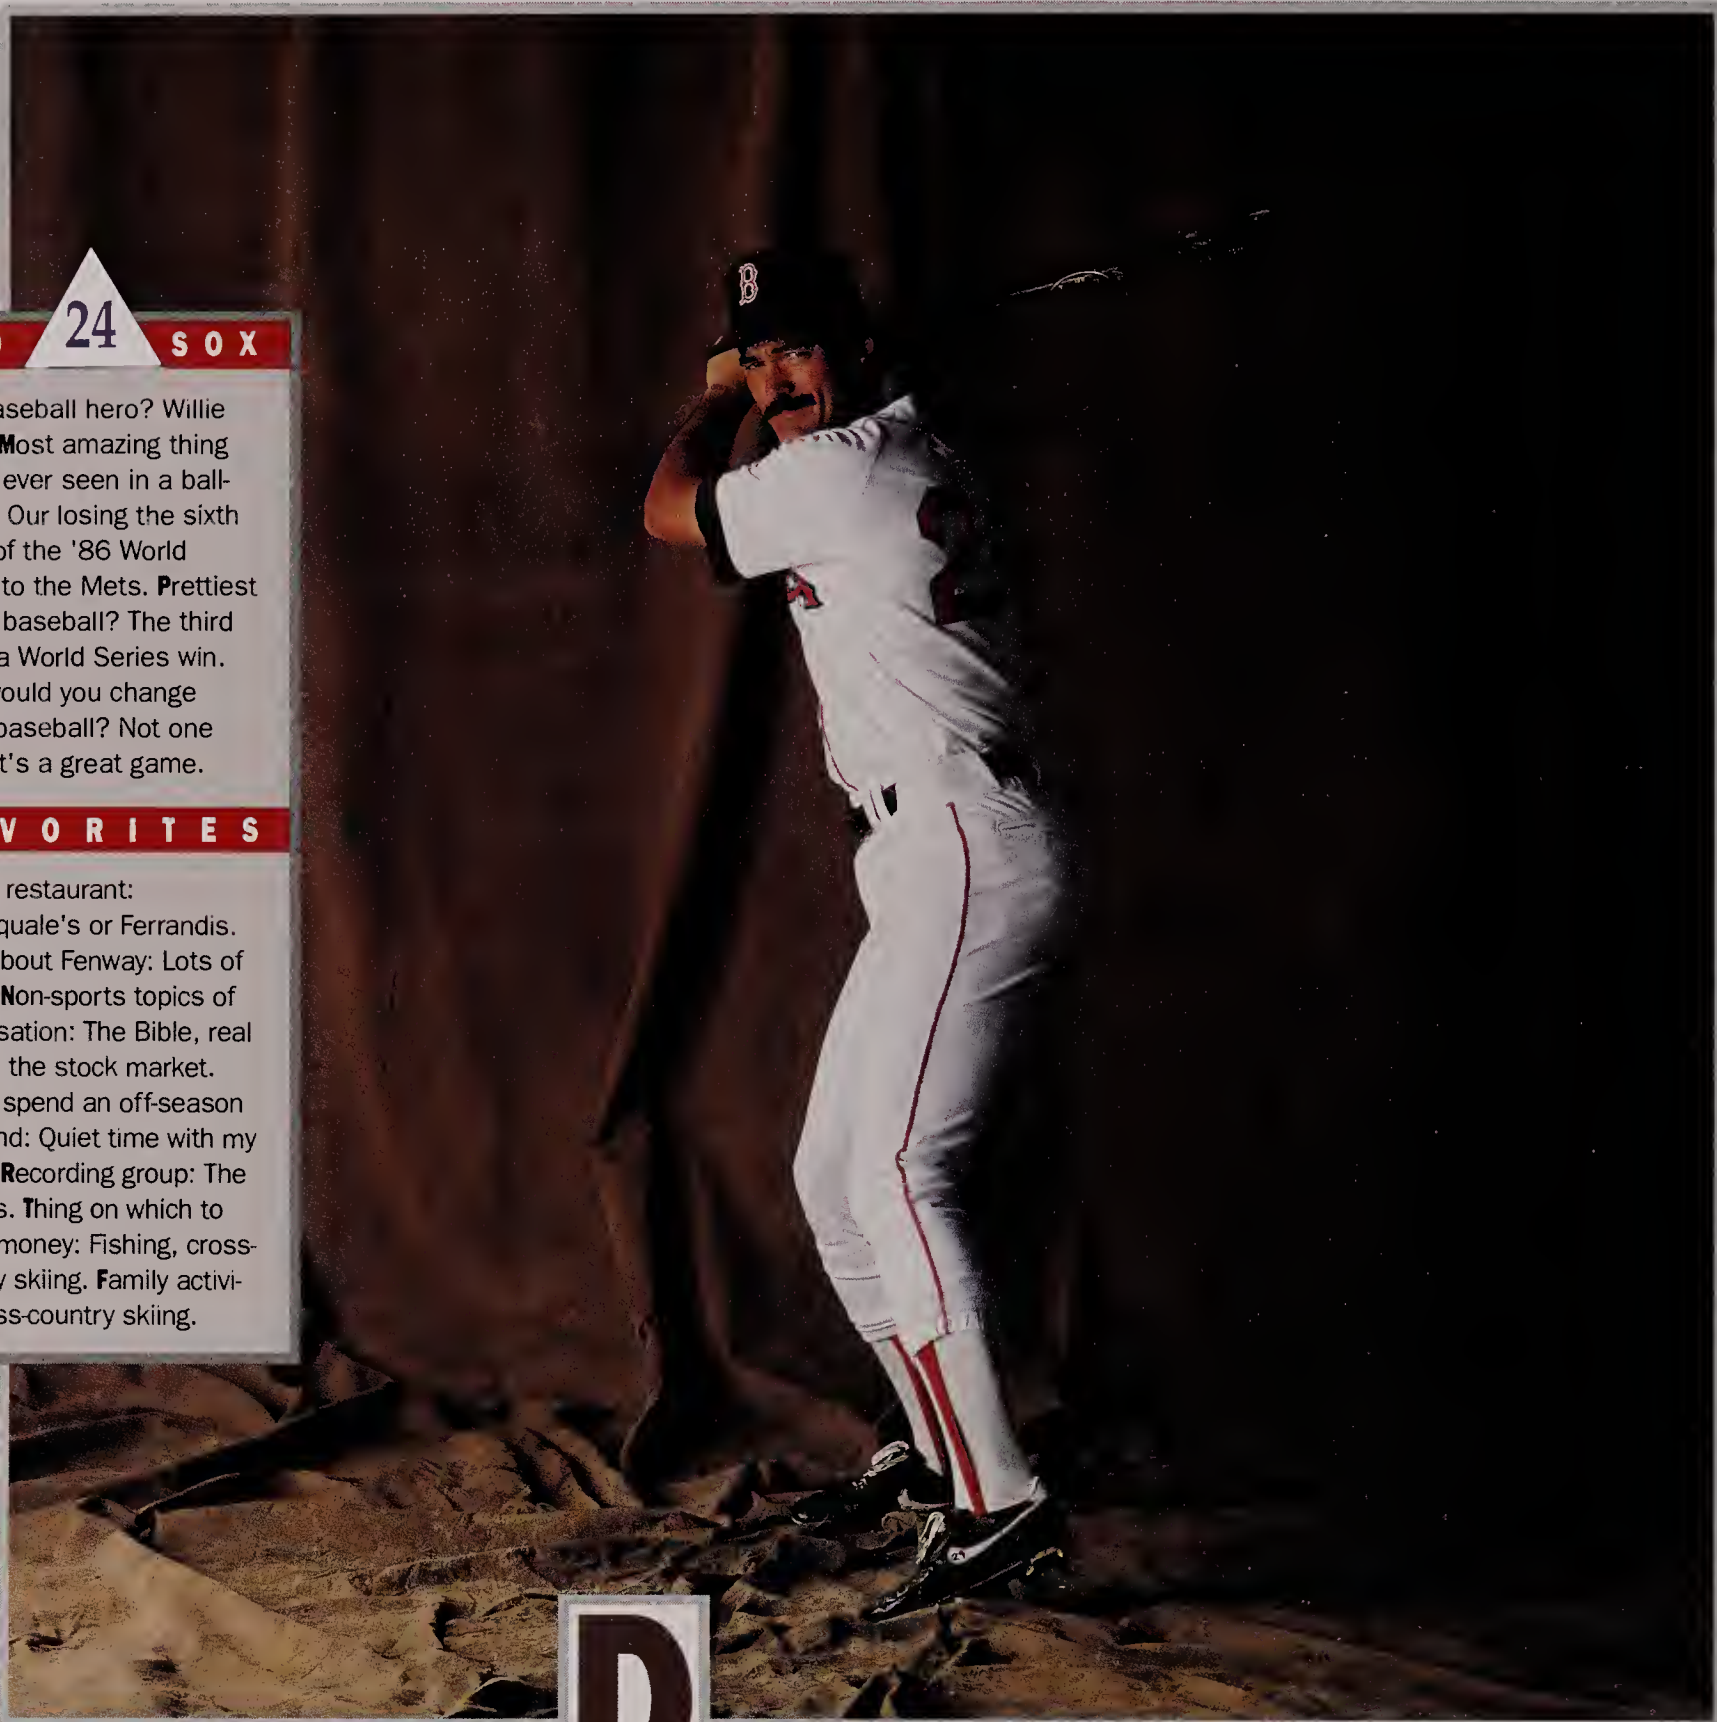 B
24
SOX
aseball hero? Willie
Most amazing thing
ever seen in a ball-
Our losing the sixth
of the '86 World
to the Mets. Prettiest
baseball? The third
a World Series win.
ould you change
baseball? Not one
t's a great game.
VORITES
restaurant:
quale's or Ferrandis.
bout Fenway: Lots of
Non-sports topics of
sation: The Bible, real
the stock market.
spend an off-season
nd: Quiet time with my
Recording group: The
s. Thing on which to
money: Fishing, cross-
y skiing. Family activi-
ss-country skiing.
D